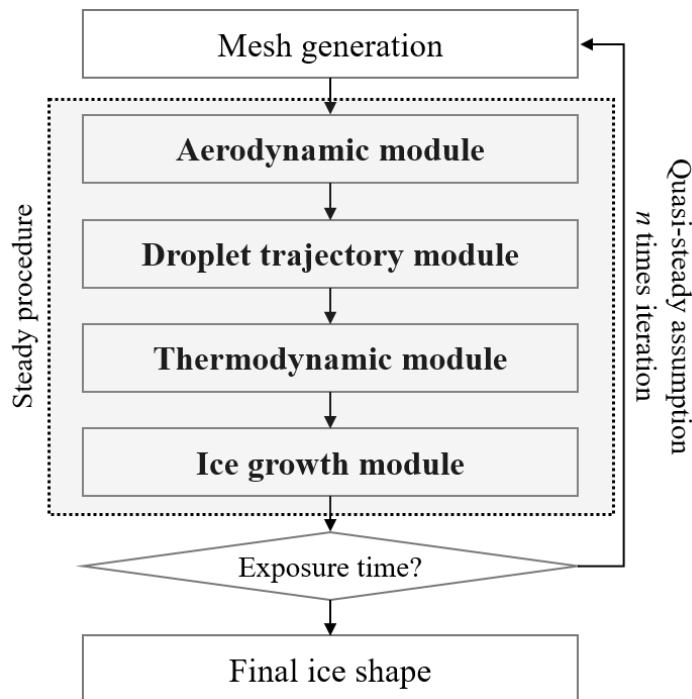 Mesh generation
Aerodynamic module
Droplet trajectory module
Thermodynamic module
Ice growth module
Exposure time?
Final ice shape
Steady procedure
Quasi-steady assumption
n times iteration